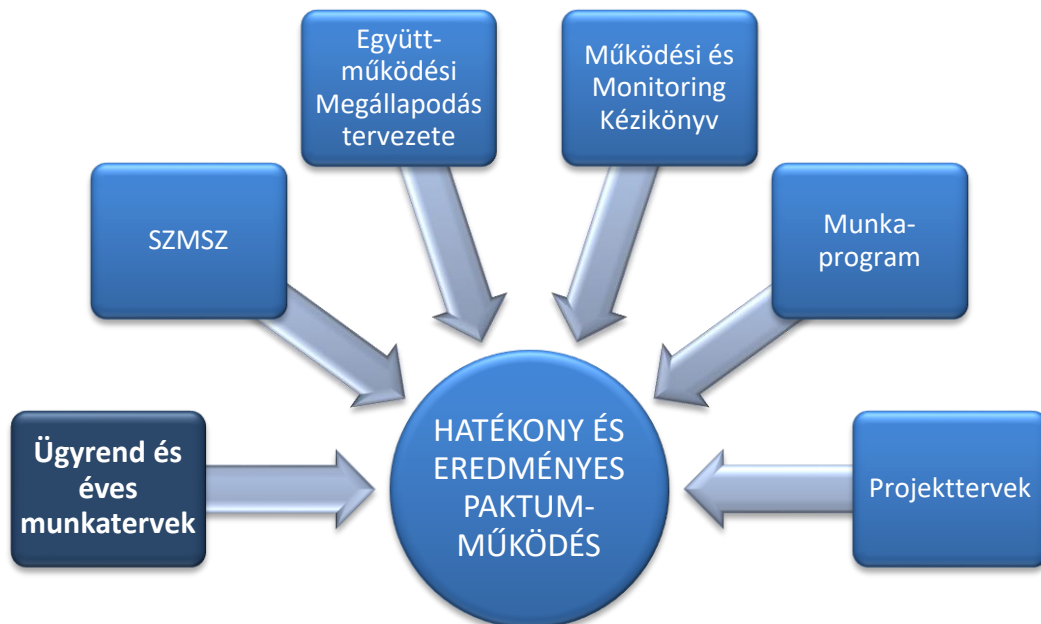 Együtt-
működési
Megállapodás
tervezete
Működési és
Monitoring
Kézikönyv
SZMSZ
Munka-
program
Ügyrend és
éves
munkatervek
HATÉKONY ÉS
EREDMÉNYES
PAKTUM-
MŰKÖDÉS
Projekttervek